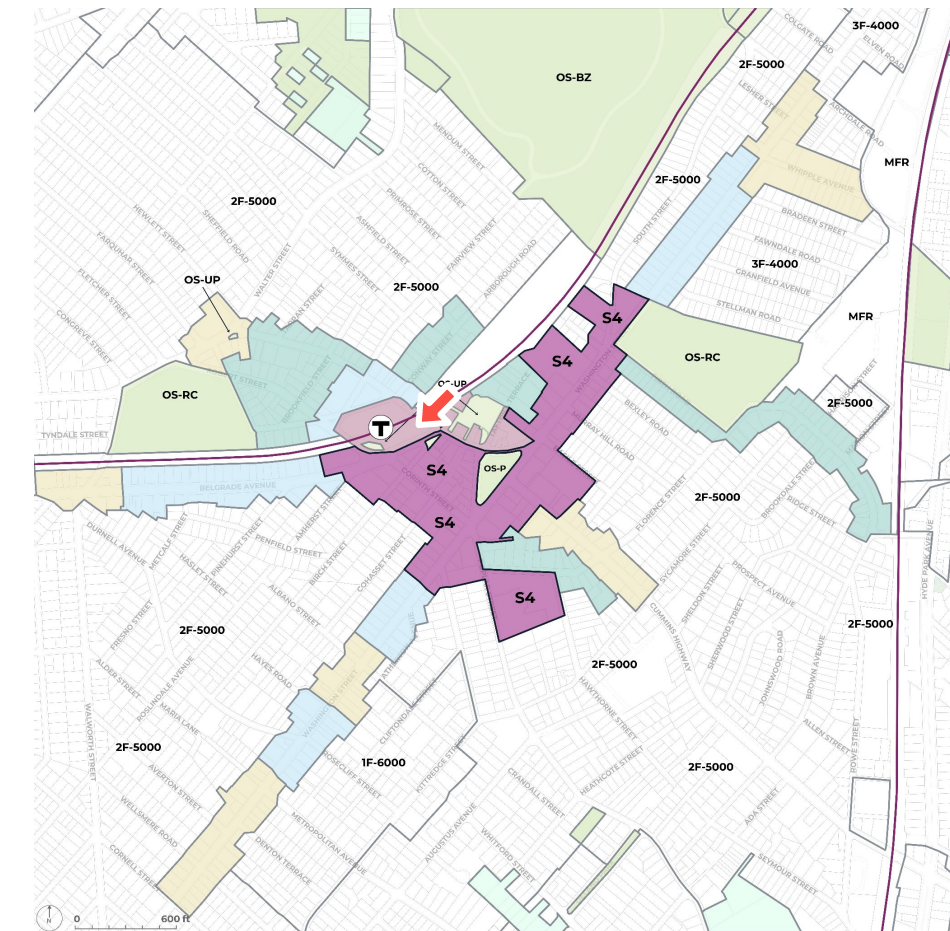 3F-4000
COLGATE ROAD
ELVEN ROAD
2F-5000
OS-BZ
LESHER STREET
ARCHDALE ROAD
MENDUM STREET
MFR
WHIPPLE AVENUE
COTTON STREET
2F-5000
PRIMROSE STREET
2F-5000
HEWLETT STREET
SHEFFIELD ROAD
ASHFIELD STREET
FAIRVIEW STREET
SOUTH STREET
BRADEEN STREET
FARQUHAR STREET
WALTER STREET
SYMMES STREET
ARBOROUGH ROAD
FAWNDALE ROAD
3F-4000
FLETCHER STREET
OS-UP
2F-5000
GRANFIELD AVENUE
STELLMAN ROAD
CONGREVE STREET
S4
MFR
S4
OS-RC
WASHINGTON
OS-UP
TERRACE
OS-RC
2F-5000
T
BEXLEY ROAD
MURRAY HILL ROAD
TYNDALE STREET
S4
OS-P
CORINTH STREET
BELGRADE AVENUE
2F-5000
FLORENCE STREET
BROOKDALE STREET
RIDGE STREET
S4
DURNELL AVENUE
METCALF STREET
PINEHURST STREET
AMHERST STREET
PENFIELD STREET
HASLET STREET
BIRCH STREET
COHASSET STREET
SYCAMORE STREET
HYDE PARK AVENUE
PROSPECT AVENUE
ALBANO STREET
S4
SHELDON STREET
FRESNO STREET
2F-5000
CUMMINS HIGHWAY
SHERWOOD STREET
2F-5000
ALDER STREET
HAYES ROAD
2F-5000
JOHNSWOOD ROAD
BROWN AVENUE
ROSLINDALE AVENUE
MARIA LANE
WASHINGTON STREET
CLIFTONDALE STREET
HAWTHORNE STREET
WALWORTH STREET
2F-5000
ALLEN STREET
ROWE STREET
1F-6000
KITTREDGE STREET
HEATHCOTE STREET
2F-5000
AVERTON STREET
ROSECLIFF STREET
CRANDALL STREET
ADA STREET
WELLSMERE ROAD
METROPOLITAN AVENUE
AUGUSTUS AVENUE
CORNELL STREET
DENTON TERRACE
WHITFORD STREET
SEYMOUR STREET
N
0
600 ft